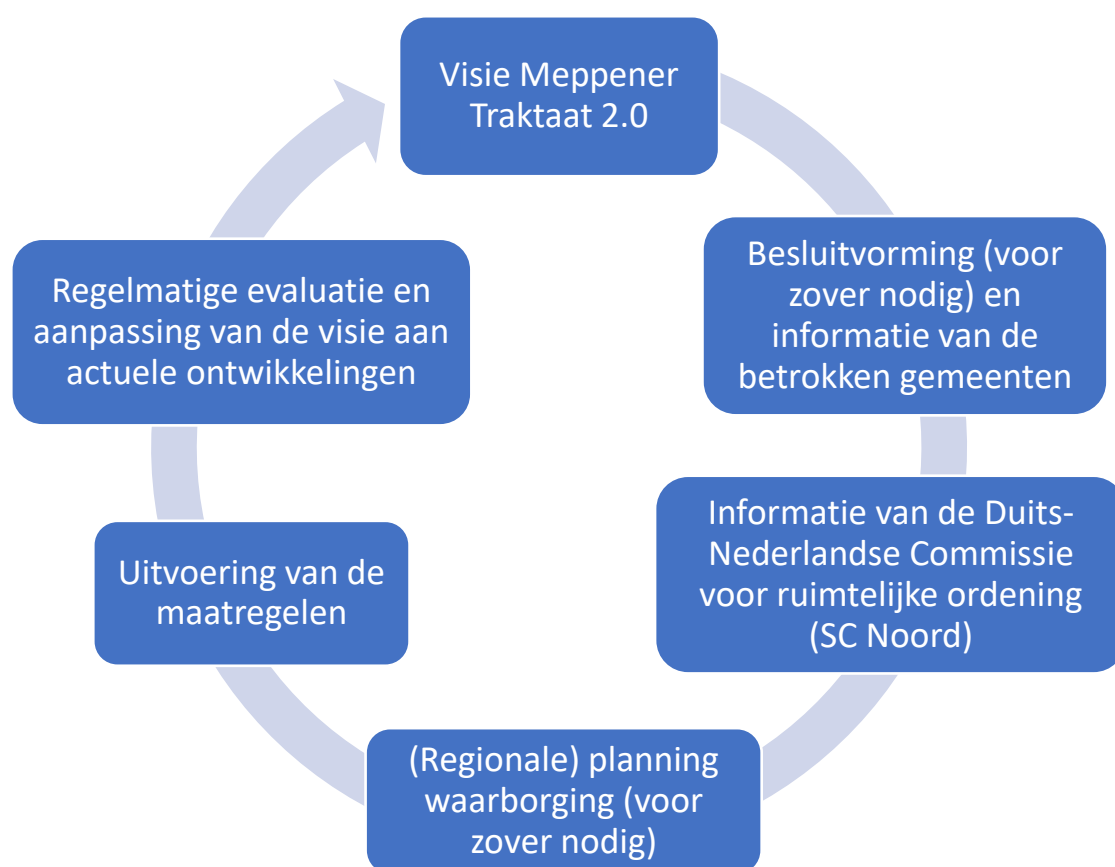 Visie Meppener
Traktaat 2.0
Besluitvorming (voor
zover nodig) en
informatie van de
betrokken gemeenten
Informatie van de Duits-
Nederlandse Commissie
voor ruimtelijke ordening
(SC Noord)
(Regionale) planning
waarborging (voor
zover nodig)
Uitvoering van de
maatregelen
Regelmatige evaluatie en
aanpassing van de visie aan
actuele ontwikkelingen